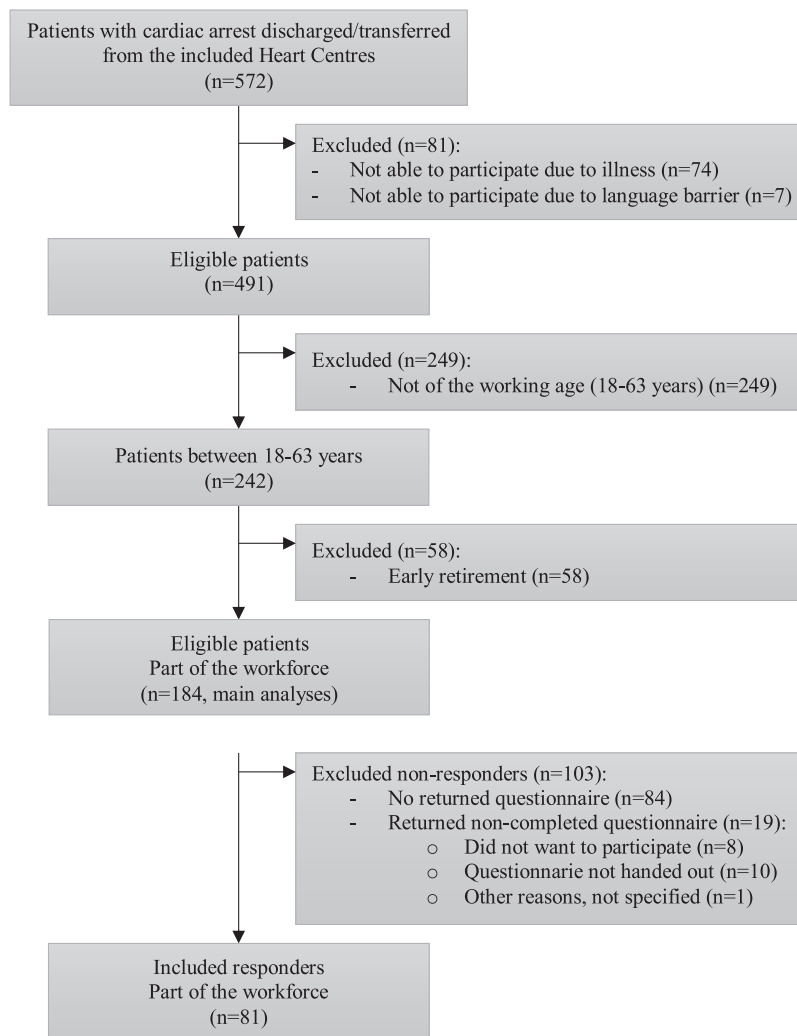 Patients with cardiac arrest discharged/transferred
from the included Heart Centres
(n=572)
Excluded (n=81):
- Not able to participate due to illness (n=74)
- Not able to participate due to language barrier (n=7)
Eligible patients
(n=491)
Excluded (n=249):
- Not of the working age (18-63 years) (n=249)
Patients between 18-63 years
(n=242)
Excluded (n=58):
- Early retirement (n=58)
Eligible patients
Part of the workforce
(n=184, main analyses)
Excluded non-responders (n=103):
- No returned questionnaire (n=84)
- Returned non-completed questionnaire (n=19):
o Did not want to participate (n=8)
o Questionnarie not handed out (n=10)
o Other reasons, not specified (n=1)
Included responders
Part of the workforce
(n=81)